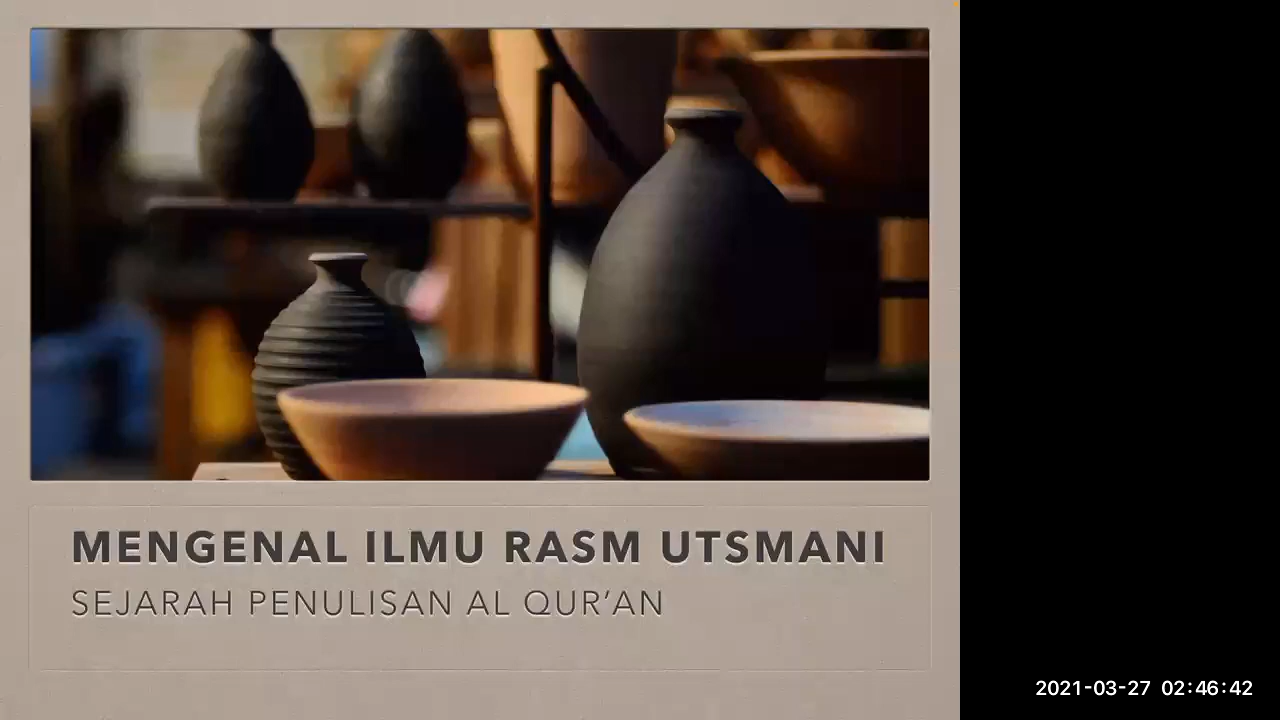 MENGENAL ILMU RASM UTSMANI
SEJARAH PENULISAN AL QUR’AN
2021-03-27 02:46:42